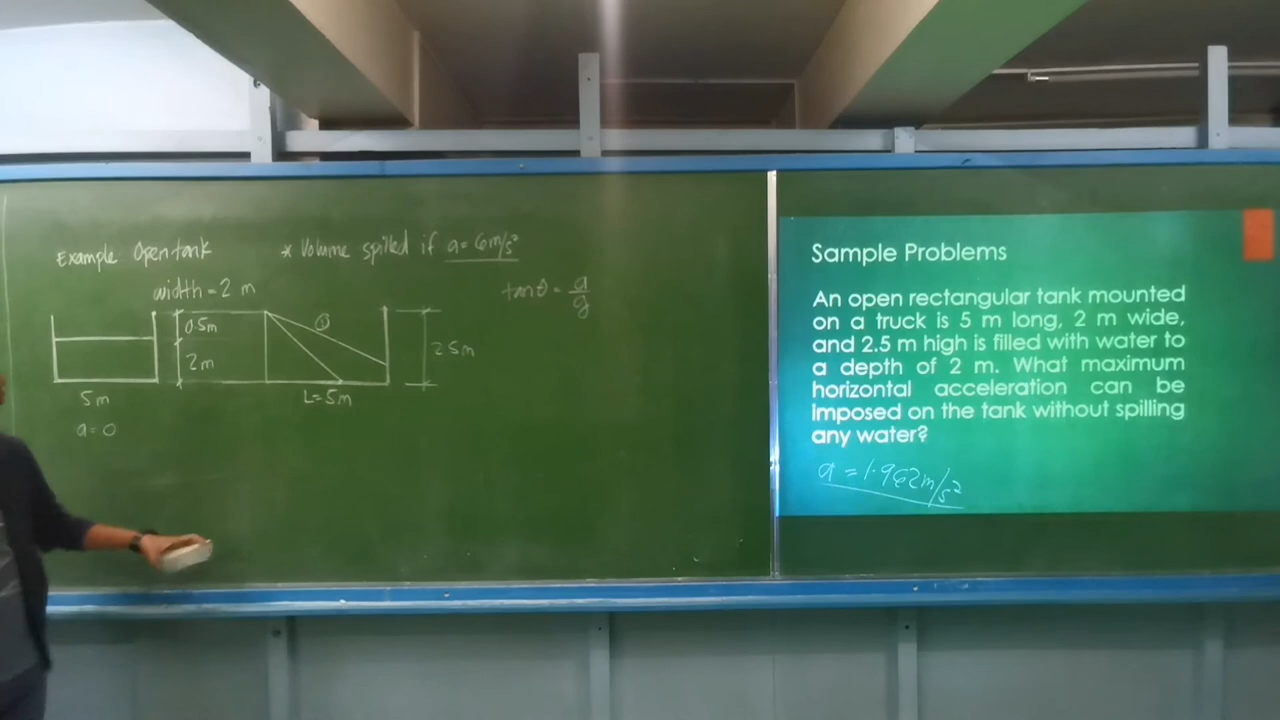 Example Open tank
* Volume spilled if a = 6m/s²
width = 2 m
tanθ = a/g
0.5m
①
2m
2.5m
5m
L=5m
a = 0
Sample Problems
An open rectangular tank mounted
on a truck is 5 m long, 2 m wide,
and 2.5 m high is filled with water to
a depth of 2 m. What maximum
horizontal acceleration can be
imposed on the tank without spilling
any water?
a = 1.962m/s²